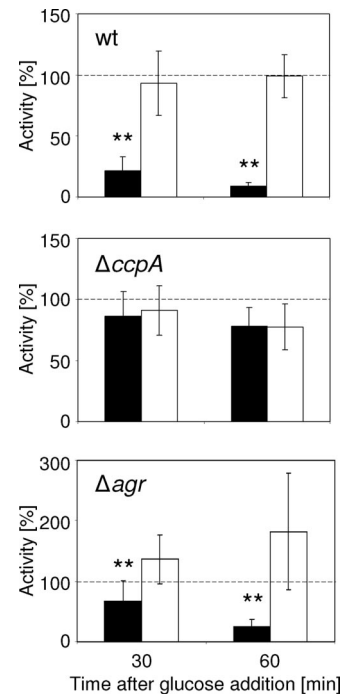 150
wt
100
50
0
Activity [%]
**
**
150
ΔccpA
100
50
0
Activity [%]
300
Δagr
200
100
0
Activity [%]
**
**
30 60
Time after glucose addition [min]